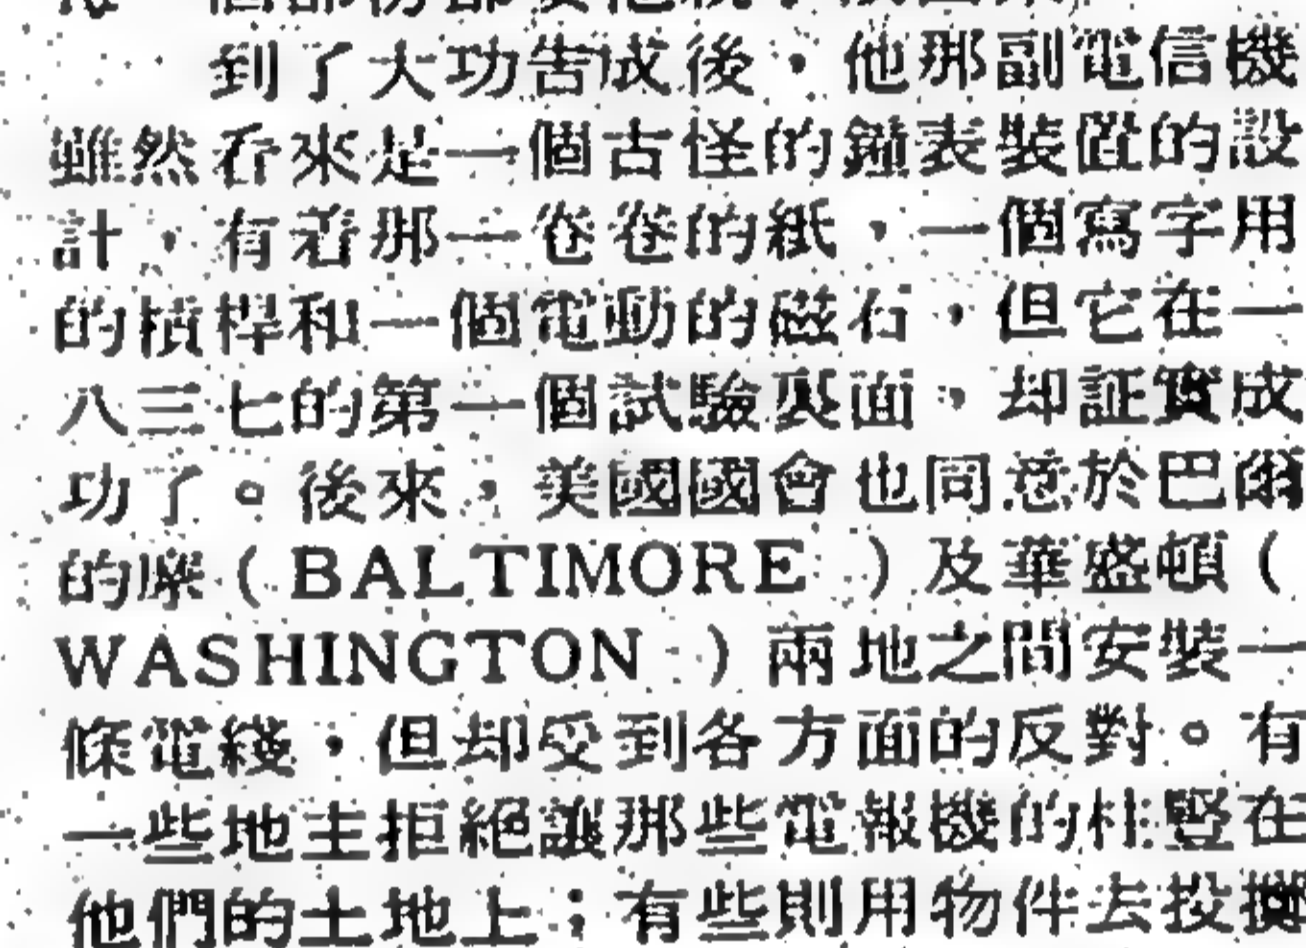 到了大功告成後，他那副電信機
雖然看來是一個古怪的鐘表裝置的設
計，有着那一卷卷的紙，一個寫字用
的槓桿和一個電動的磁石，但它在一
八三七的第一個試驗裏面，却証實成
功了。後來，美國國會也同意於巴爾
的摩（BALTIMORE ）及華盛頓（
WASHINGTON ）兩地之間安裝一
條電綫，但却受到各方面的反對。有
一些地主拒絕讓那些電報機的柱豎在
他們的土地上；有些則用物件去投擲